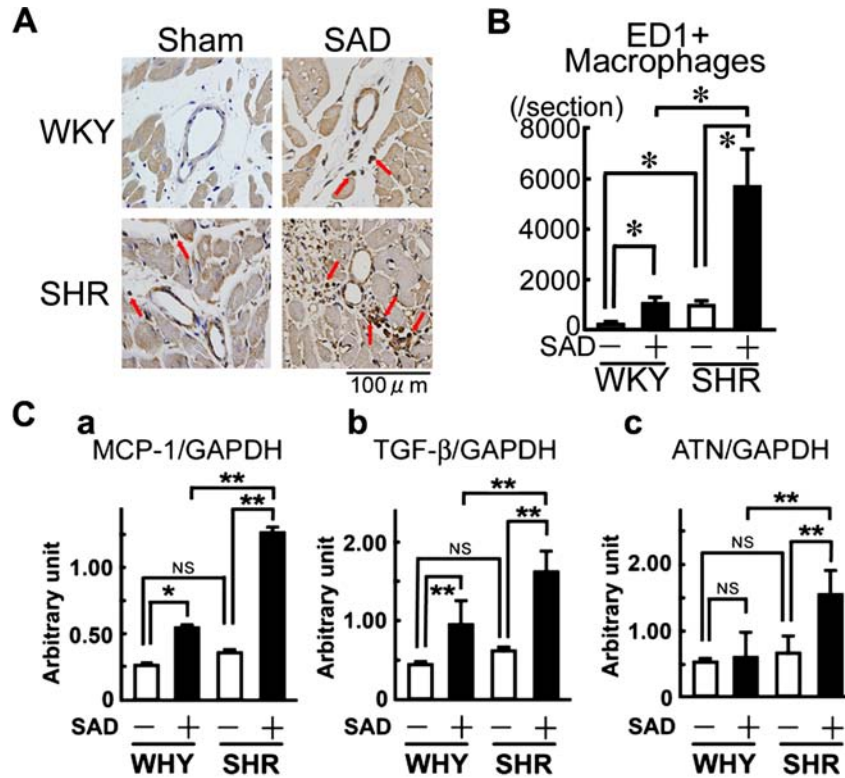 A
Sham SAD
WKY
SHR
100 μm
B
ED1+
Macrophages
(/section)
8000
6000
4000
2000
0
*
*
*
*
SAD − + − +
WKY SHR
C
a
MCP-1/GAPDH
Arbitrary unit
1.00
0.50
0
**
**
NS
*
SAD − + − +
WHY SHR
b
TGF-β/GAPDH
Arbitrary unit
2.00
1.00
0
**
**
NS
**
SAD − + − +
WHY SHR
c
ATN/GAPDH
Arbitrary unit
2.00
1.00
0
**
**
NS
NS
SAD − + − +
WHY SHR